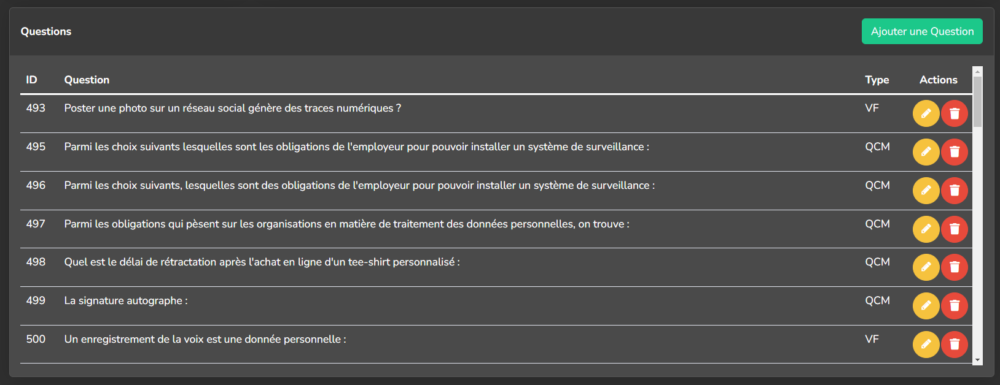 Questions
Ajouter une Question
ID Question Type Actions
493 Poster une photo sur un réseau social génère des traces numériques ? VF
495 Parmi les choix suivants lesquelles sont les obligations de l'employeur pour pouvoir installer un système de surveillance : QCM
496 Parmi les choix suivants, lesquelles sont des obligations de l'employeur pour pouvoir installer un système de surveillance : QCM
497 Parmi les obligations qui pèsent sur les organisations en matière de traitement des données personnelles, on trouve : QCM
498 Quel est le délai de rétractation après l'achat en ligne d'un tee-shirt personnalisé : QCM
499 La signature autographe : QCM
500 Un enregistrement de la voix est une donnée personnelle : VF